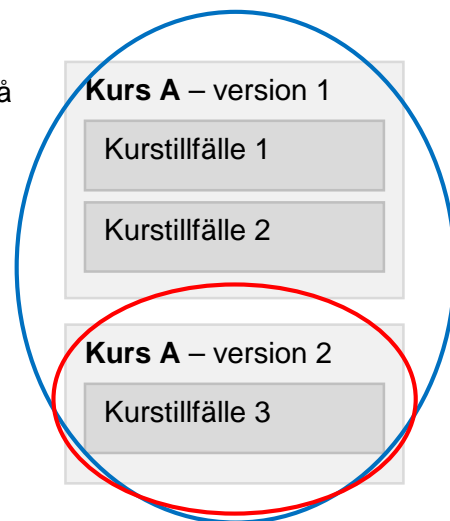 å
Kurs A – version 1
Kurstillfälle 1
Kurstillfälle 2
Kurs A – version 2
Kurstillfälle 3